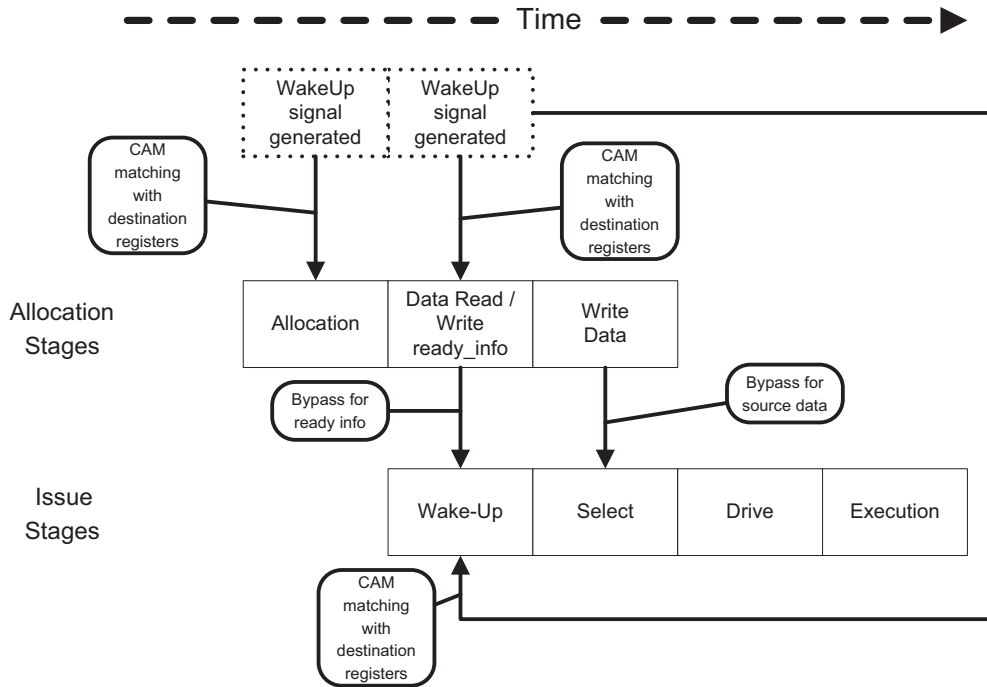 Time
WakeUp
signal
generated
WakeUp
signal
generated
CAM
matching
with
destination
registers
CAM
matching
with
destination
registers
Allocation
Stages
Allocation
Data Read /
Write
ready_info
Write
Data
Bypass for
ready info
Bypass for
source data
Issue
Stages
Wake-Up
Select
Drive
Execution
CAM
matching
with
destination
registers